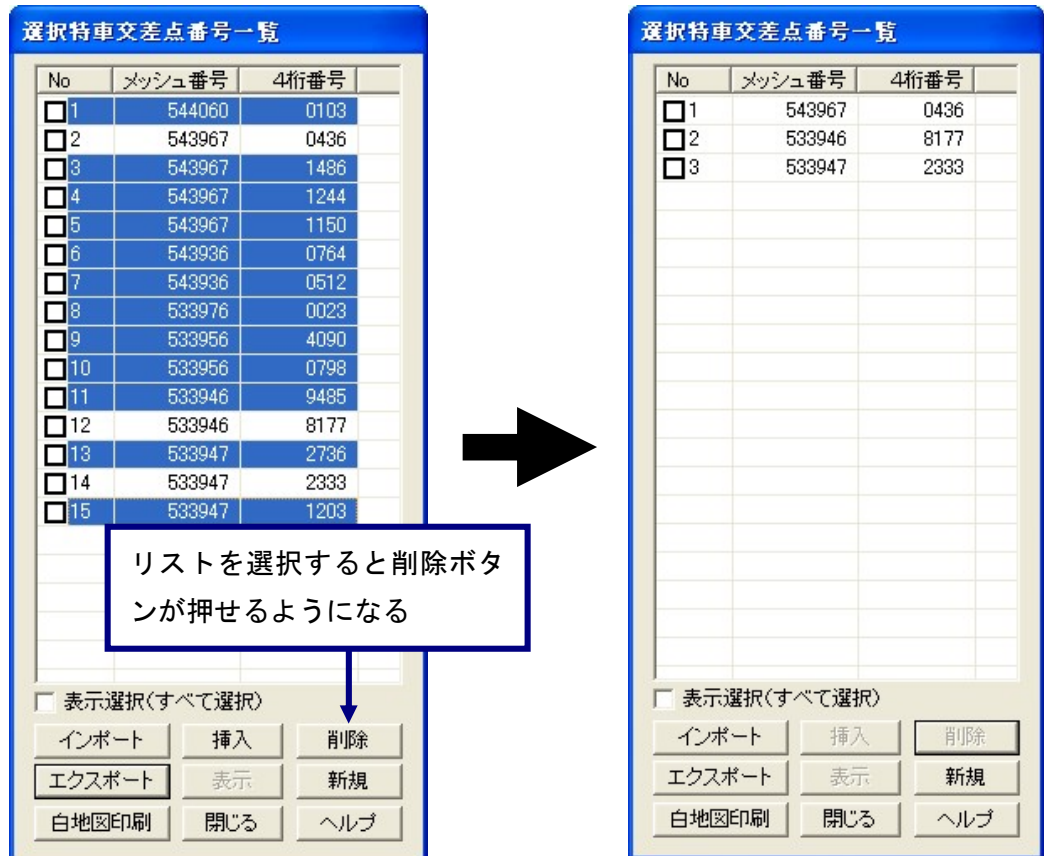 選択特車交差点番号一覧
No メッシュ番号 4桁番号
1 544060 0103
2 543967 0436
3 543967 1486
4 543967 1244
5 543967 1150
6 543936 0764
7 543936 0512
8 533976 0023
9 533956 4090
10 533956 0798
11 533946 9485
12 533946 8177
13 533947 2736
14 533947 2333
15 533947 1203
リストを選択すると削除ボタ
ンが押せるようになる
表示選択(すべて選択)
インポート 挿入 削除
エクスポート 表示 新規
白地図印刷 閉じる ヘルプ
選択特車交差点番号一覧
No メッシュ番号 4桁番号
1 543967 0436
2 533946 8177
3 533947 2333
表示選択(すべて選択)
インポート 挿入 削除
エクスポート 表示 新規
白地図印刷 閉じる ヘルプ